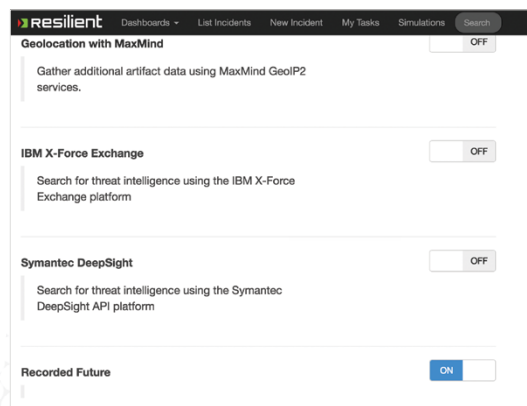 Resilient Dashboards List Incidents New Incident My Tasks Simulations Search
Geolocation with MaxMind OFF
Gather additional artifact data using MaxMind GeoIP2
services.
IBM X-Force Exchange OFF
Search for threat intelligence using the IBM X-Force
Exchange platform
Symantec DeepSight OFF
Search for threat intelligence using the Symantec
DeepSight API platform
Recorded Future ON